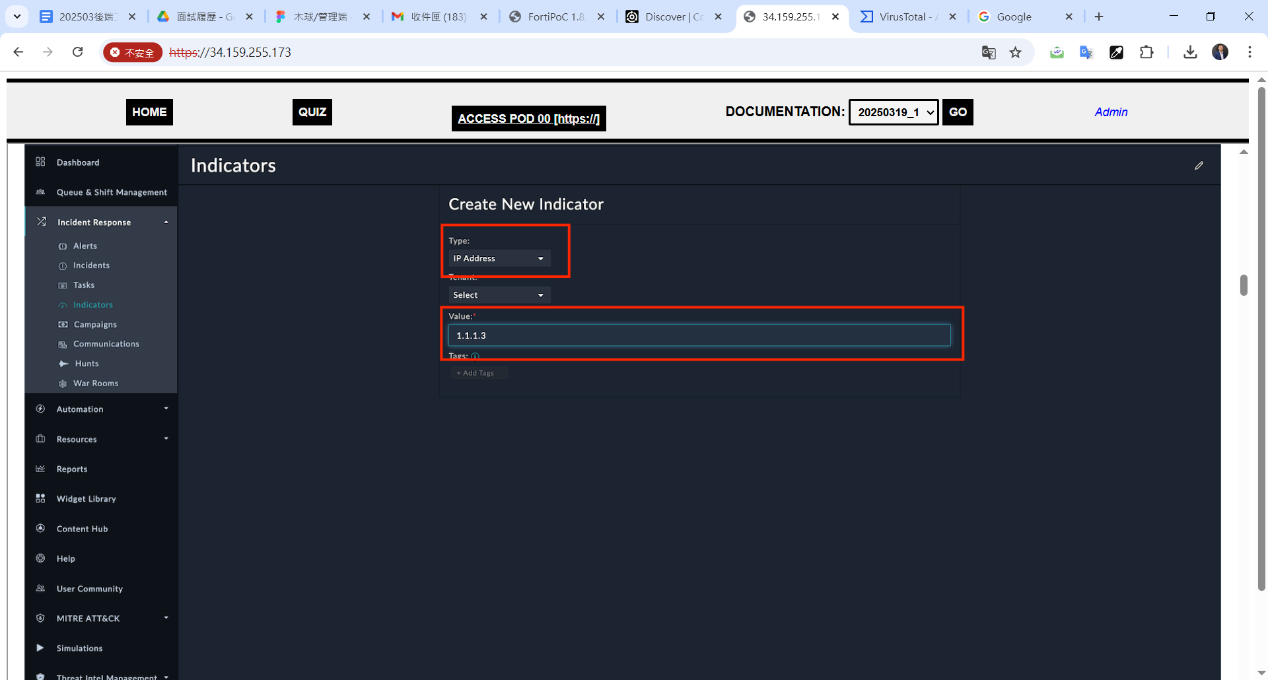 202503後端
面試履歷 - G
木球/管理端
收件匣 (183)
FortiPoC 1.8.
Discover | C
34.159.255.1
VirusTotal -
Google
不安全
https://34.159.255.173
HOME
QUIZ
ACCESS POD 00 [https://]
DOCUMENTATION:
20250319_1
GO
Admin
Dashboard
Queue & Shift Management
Incident Response
Alerts
Incidents
Tasks
Indicators
Campaigns
Communications
Hunts
War Rooms
Automation
Resources
Reports
Widget Library
Content Hub
Help
User Community
MITRE ATT&CK
Simulations
Threat Intel Management
Indicators
Create New Indicator
Type:
IP Address
Tenant:
Select
Value:*
1.1.1.3
Tags:
+ Add Tags